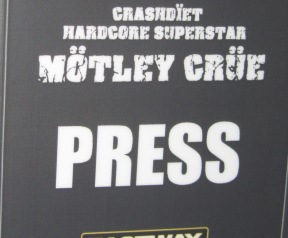 CRASHDÏET
HARDCORE SUPERSTAR
MÖTLEY CRÜE
PRESS